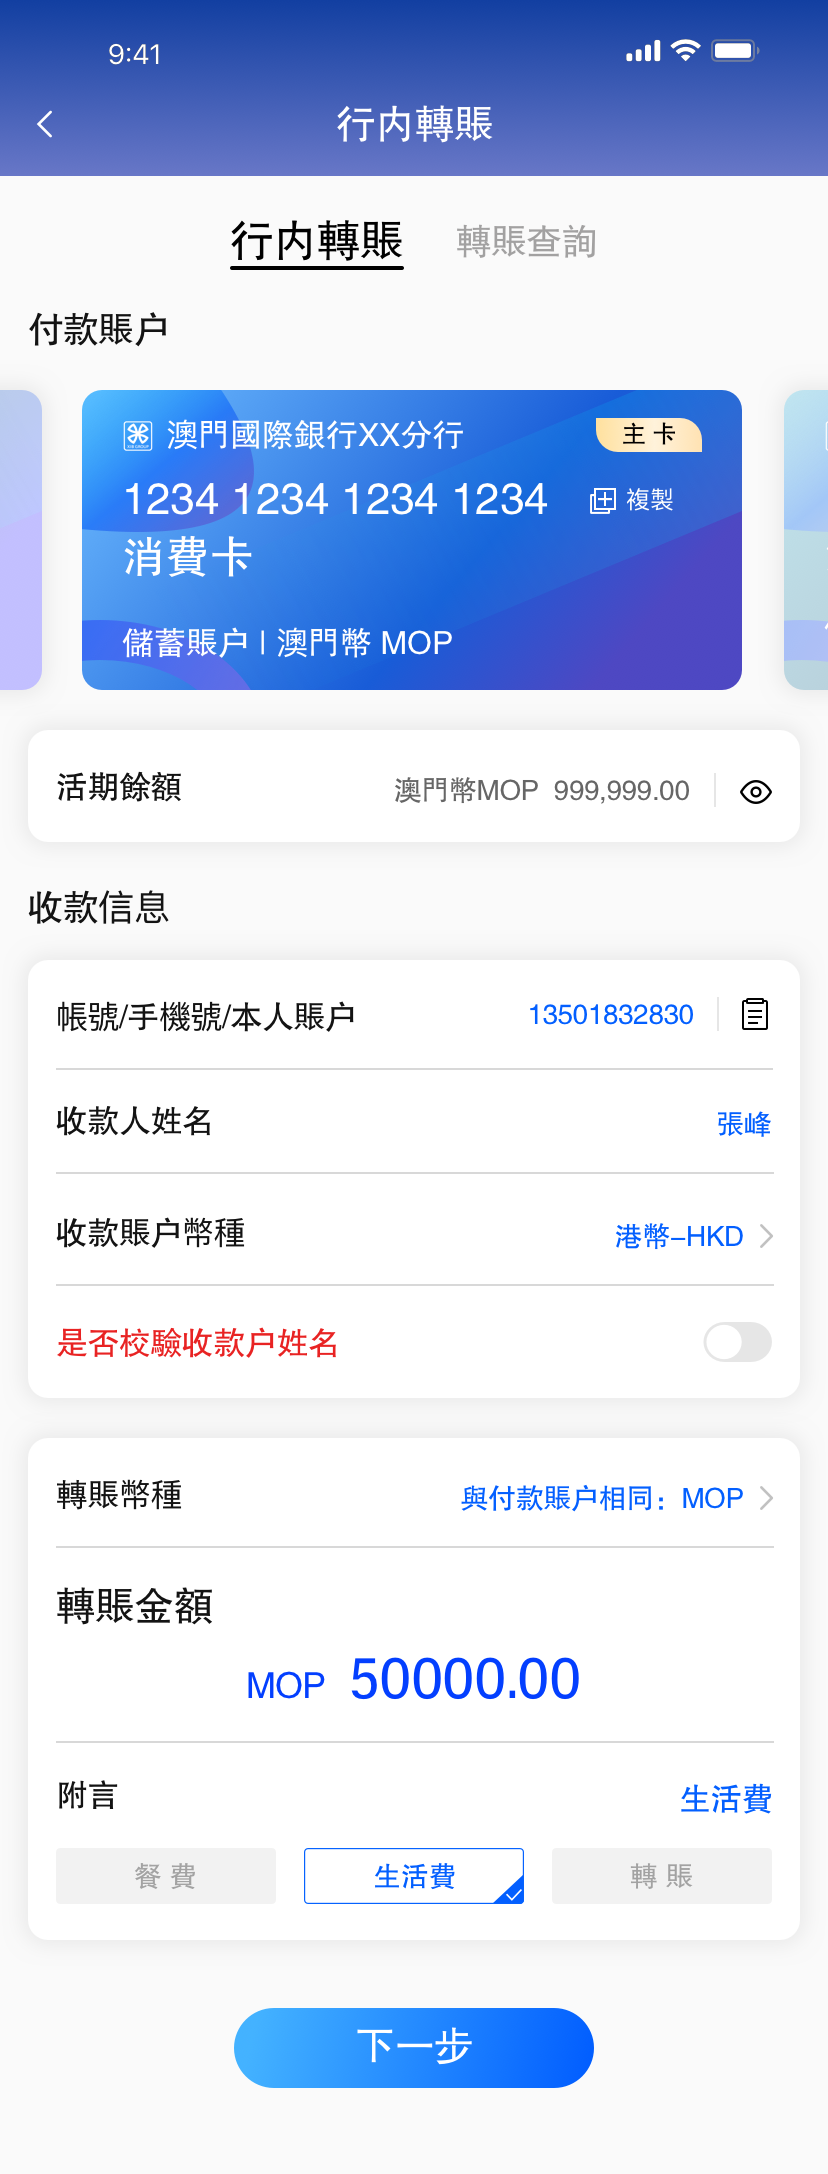 9:41
行内轉賬
行内轉賬 轉賬查詢
付款賬户
澳門國際銀行XX分行 主卡
1234 1234 1234 1234 複製
消費卡
儲蓄賬户 | 澳門幣 MOP
活期餘額 澳門幣MOP 999,999.00
收款信息
帳號/手機號/本人賬户 13501832830
收款人姓名 張峰
收款賬户幣種 港幣-HKD
是否校驗收款户姓名
轉賬幣種 與付款賬户相同：MOP
轉賬金額
MOP 50000.00
附言 生活費
餐費 生活費 轉賬
下一步